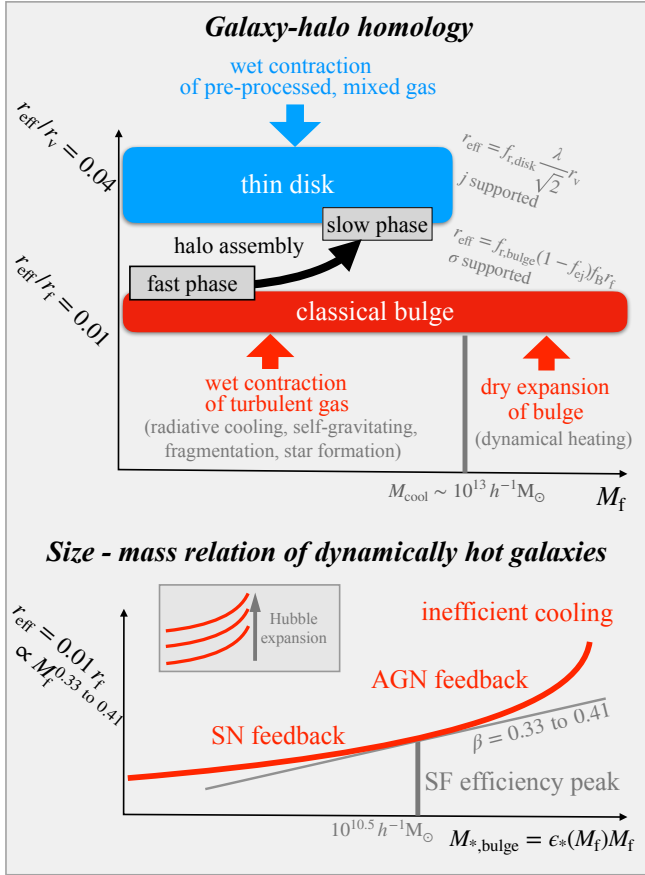 Galaxy-halo homology
wet contraction
of pre-processed, mixed gas
r_eff/r_v = 0.04
thin disk
r_eff = f_r,disk λ/√2 r_v
j supported
slow phase
halo assembly
r_eff = f_r,bulge(1 − f_ej)f_B r_f
σ supported
fast phase
r_eff/r_f = 0.01
classical bulge
wet contraction
of turbulent gas
(radiative cooling, self-gravitating,
fragmentation, star formation)
dry expansion
of bulge
(dynamical heating)
M_cool ∼ 10^13 h^−1 M_⊙
M_f
Size - mass relation of dynamically hot galaxies
r_eff = 0.01 r_f
∝ M_f^0.33 to 0.41
Hubble
expansion
inefficient cooling
AGN feedback
SN feedback
β = 0.33 to 0.41
SF efficiency peak
10^10.5 h^−1 M_⊙
M_*,bulge = ϵ_*(M_f)M_f